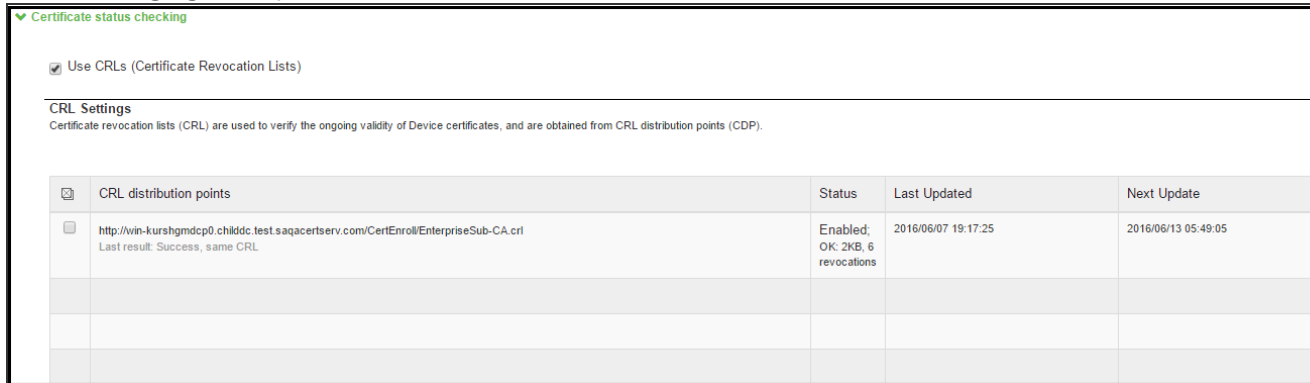 Certificate status checking
Use CRLs (Certificate Revocation Lists)
CRL Settings
Certificate revocation lists (CRL) are used to verify the ongoing validity of Device certificates, and are obtained from CRL distribution points (CDP).
CRL distribution points Status Last Updated Next Update
http://win-kurshgmdcp0.childdc.test.saqacertserv.com/CertEnroll/EnterpriseSub-CA.crl Enabled; 2016/06/07 19:17:25 2016/06/13 05:49:05
Last result: Success, same CRL OK: 2KB, 6
revocations